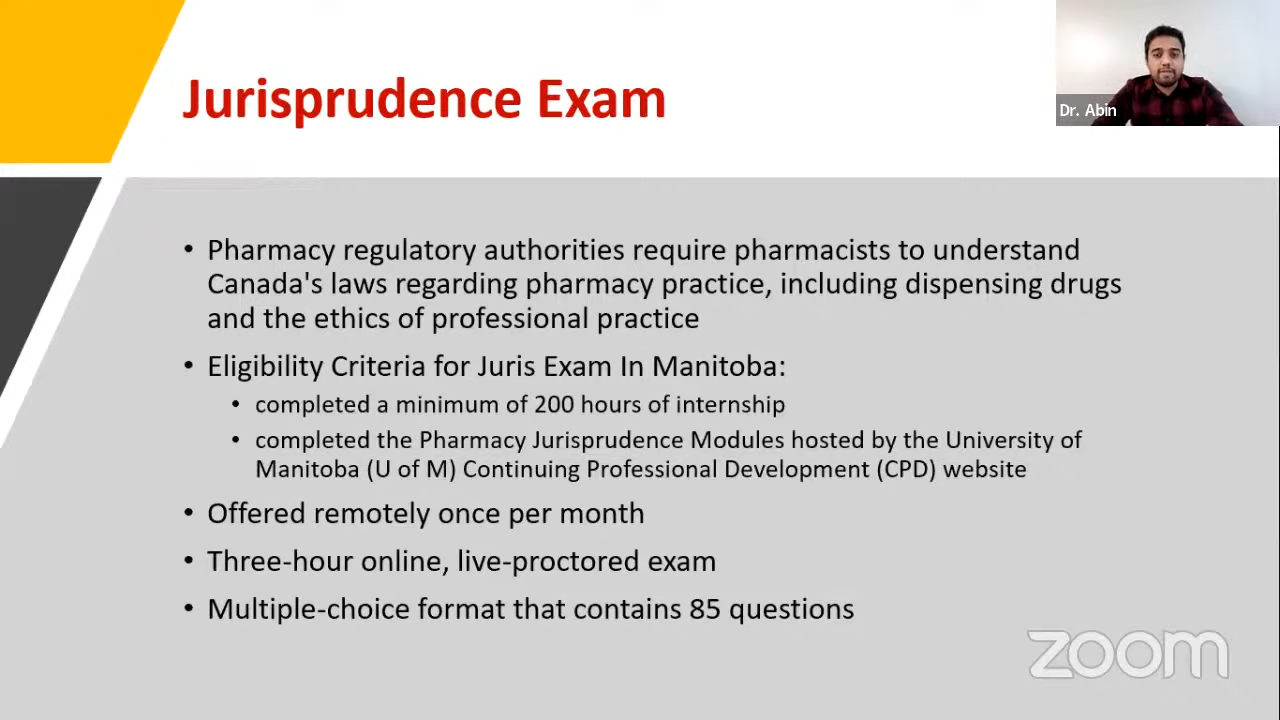 Jurisprudence Exam
Dr. Abin
• Pharmacy regulatory authorities require pharmacists to understand
Canada's laws regarding pharmacy practice, including dispensing drugs
and the ethics of professional practice
• Eligibility Criteria for Juris Exam In Manitoba:
• completed a minimum of 200 hours of internship
• completed the Pharmacy Jurisprudence Modules hosted by the University of
Manitoba (U of M) Continuing Professional Development (CPD) website
• Offered remotely once per month
• Three-hour online, live-proctored exam
• Multiple-choice format that contains 85 questions
zoom